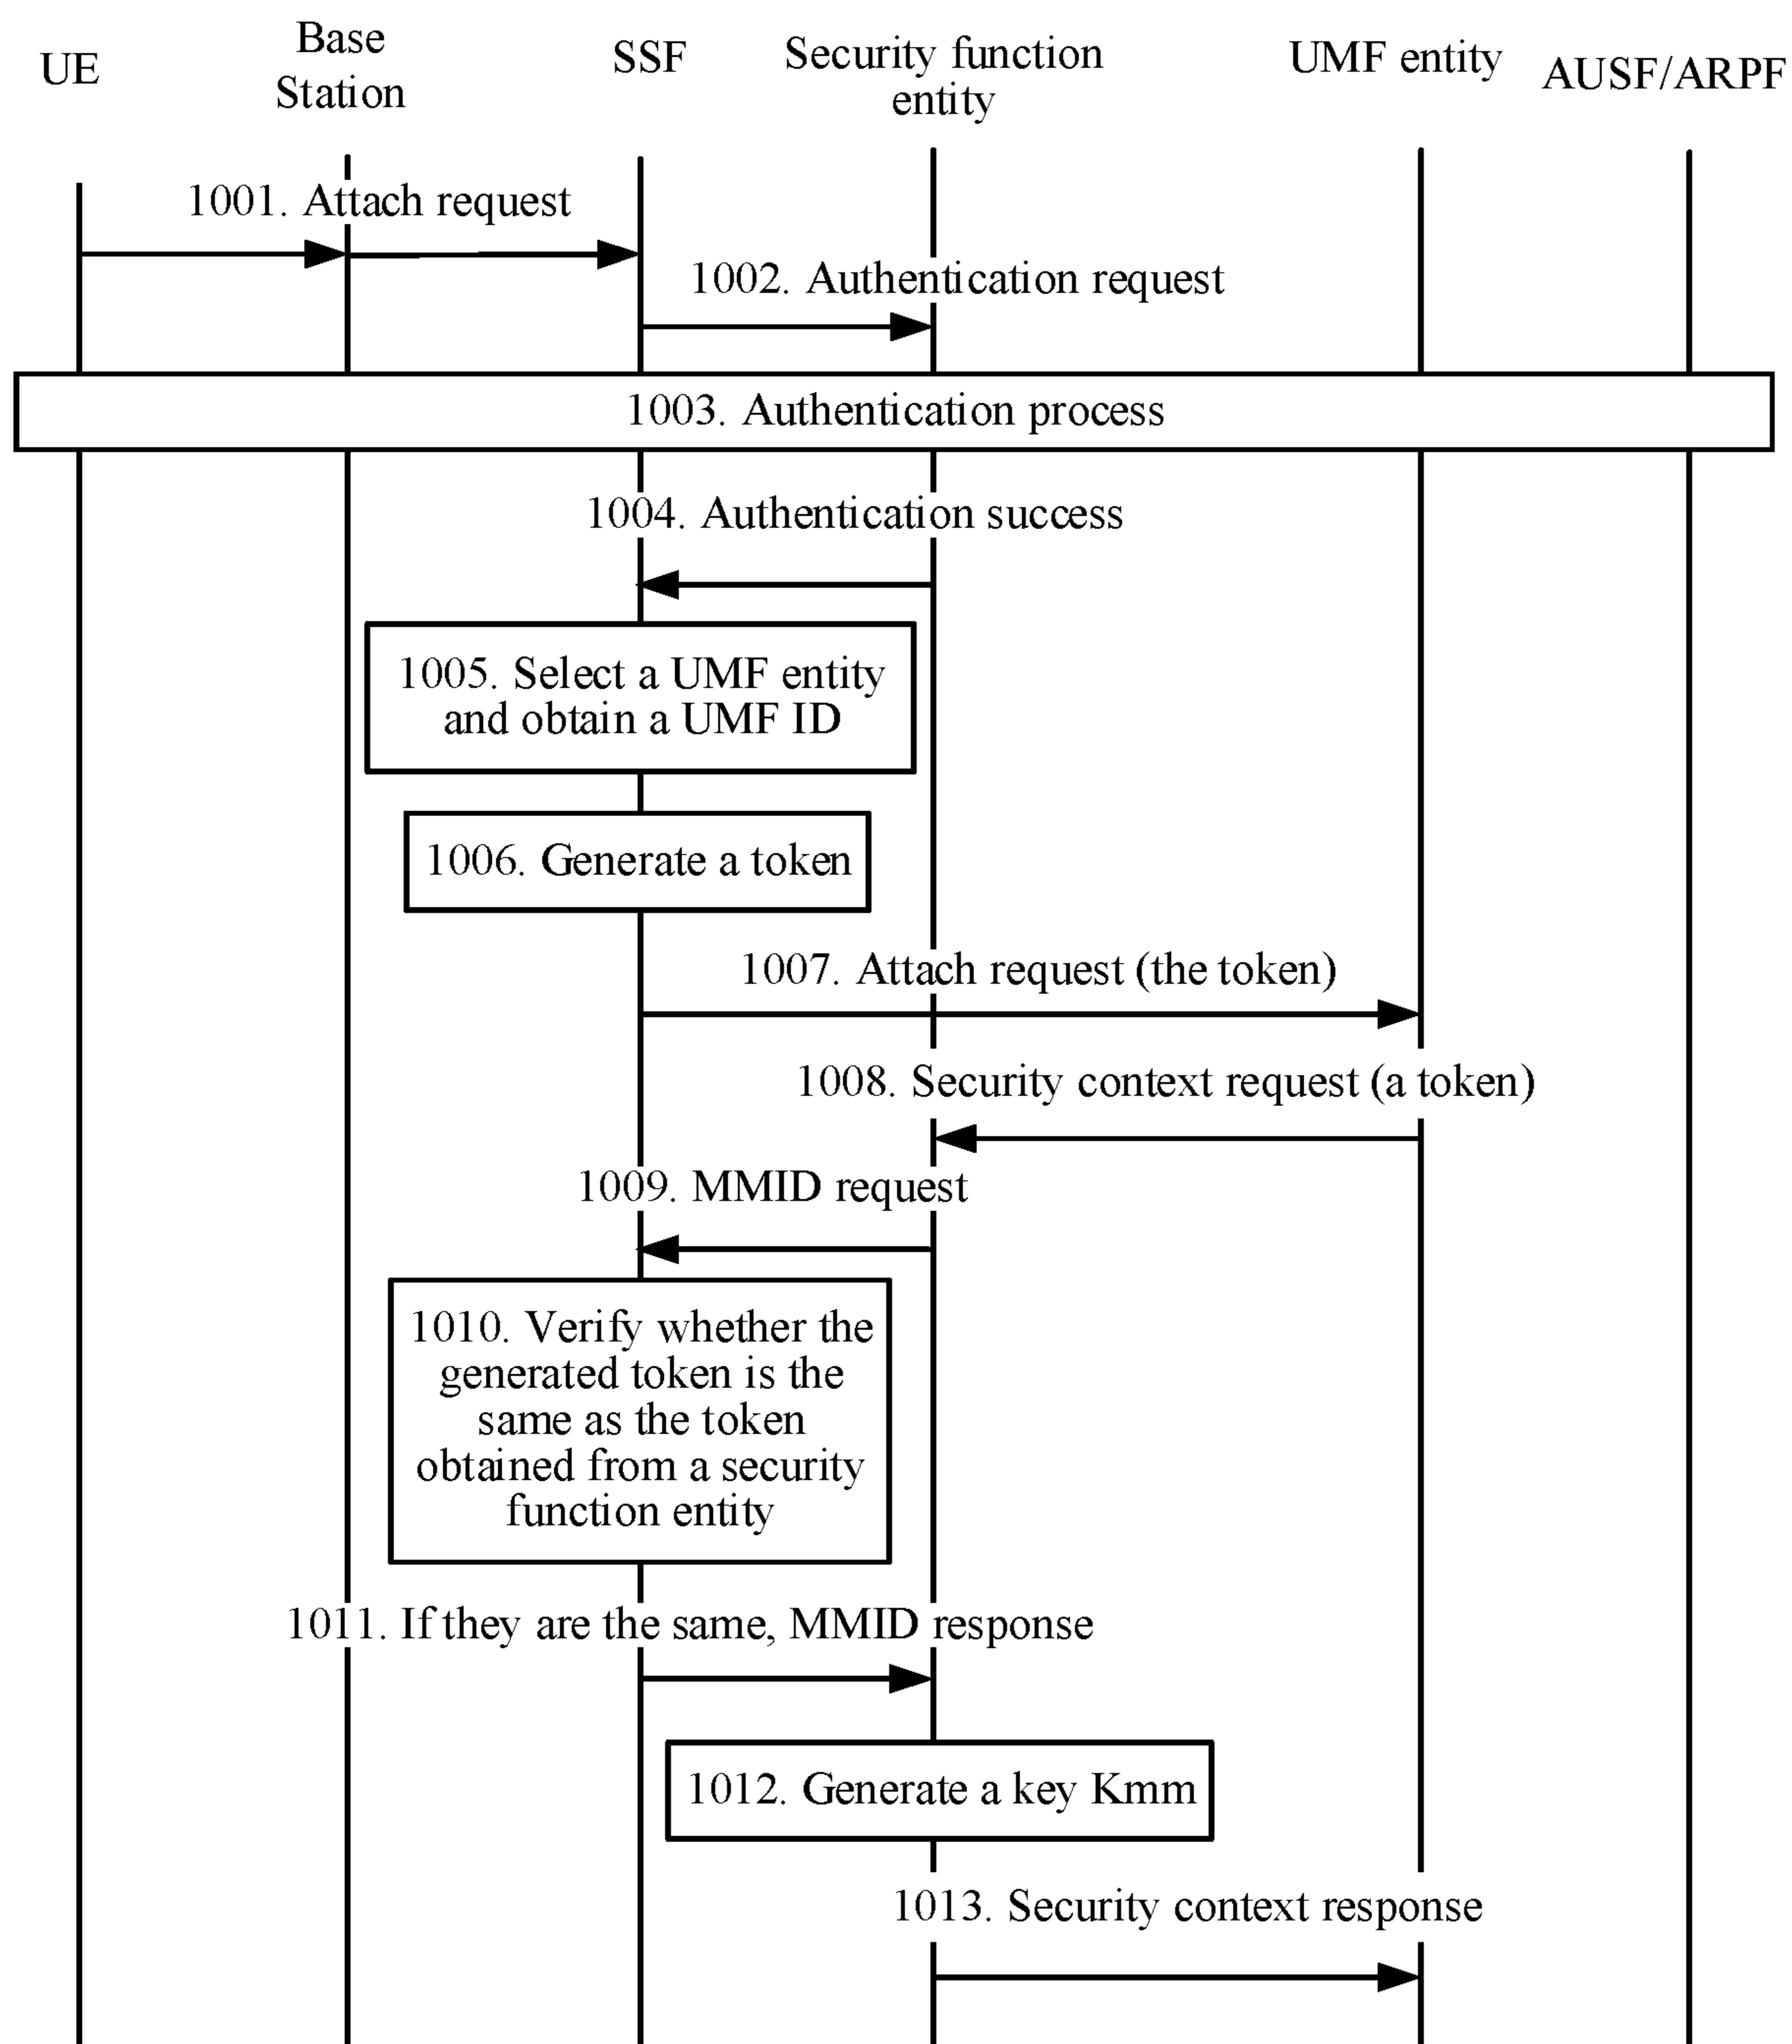 UE
Base
Station
SSF
Security function
entity
UMF entity
AUSF/ARPF
1001. Attach request
1002. Authentication request
1003. Authentication process
1004. Authentication success
1005. Select a UMF entity
and obtain a UMF ID
1006. Generate a token
1007. Attach request (the token)
1008. Security context request (a token)
1009. MMID request
1010. Verify whether the
generated token is the
same as the token
obtained from a security
function entity
1011. If they are the same, MMID response
1012. Generate a key Kmm
1013. Security context response